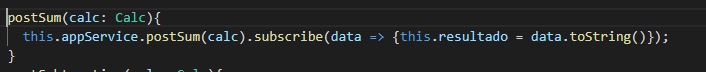 postSum(calc: Calc){
this.appService.postSum(calc).subscribe(data => {this.resultado = data.toString()});
}